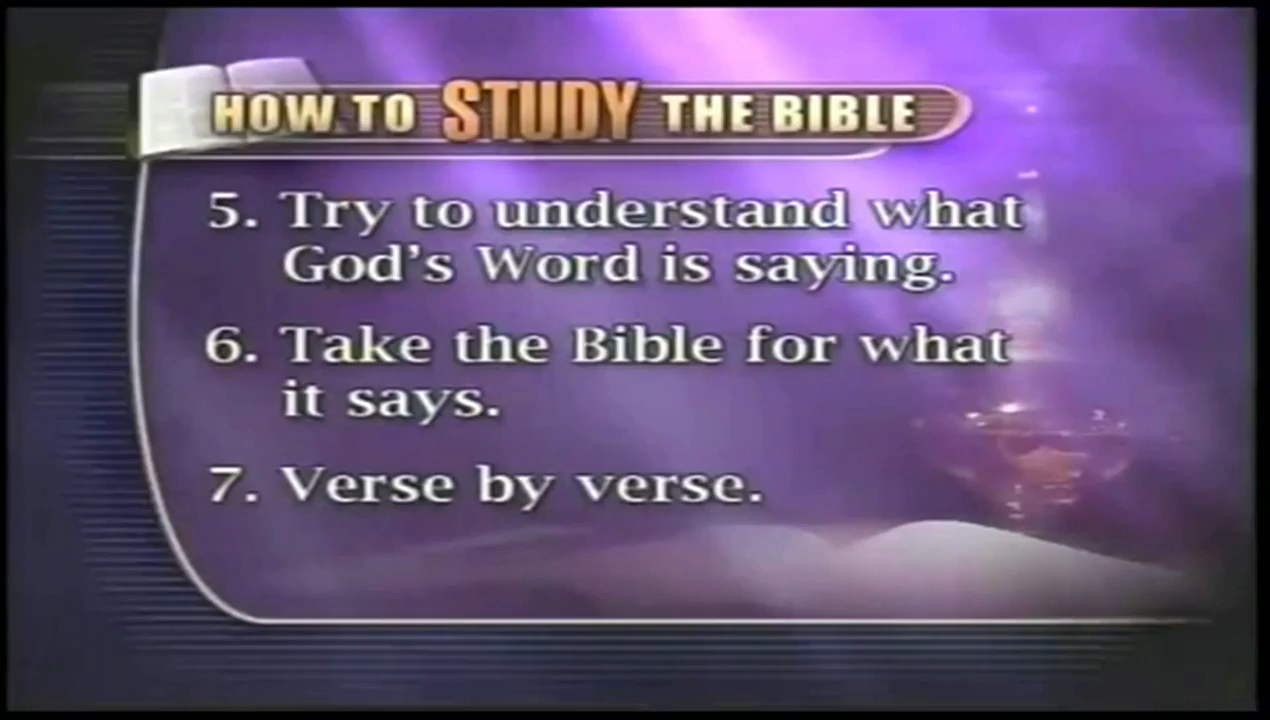 HOW TO STUDY THE BIBLE
5. Try to understand what
God's Word is saying.
6. Take the Bible for what
it says.
7. Verse by verse.